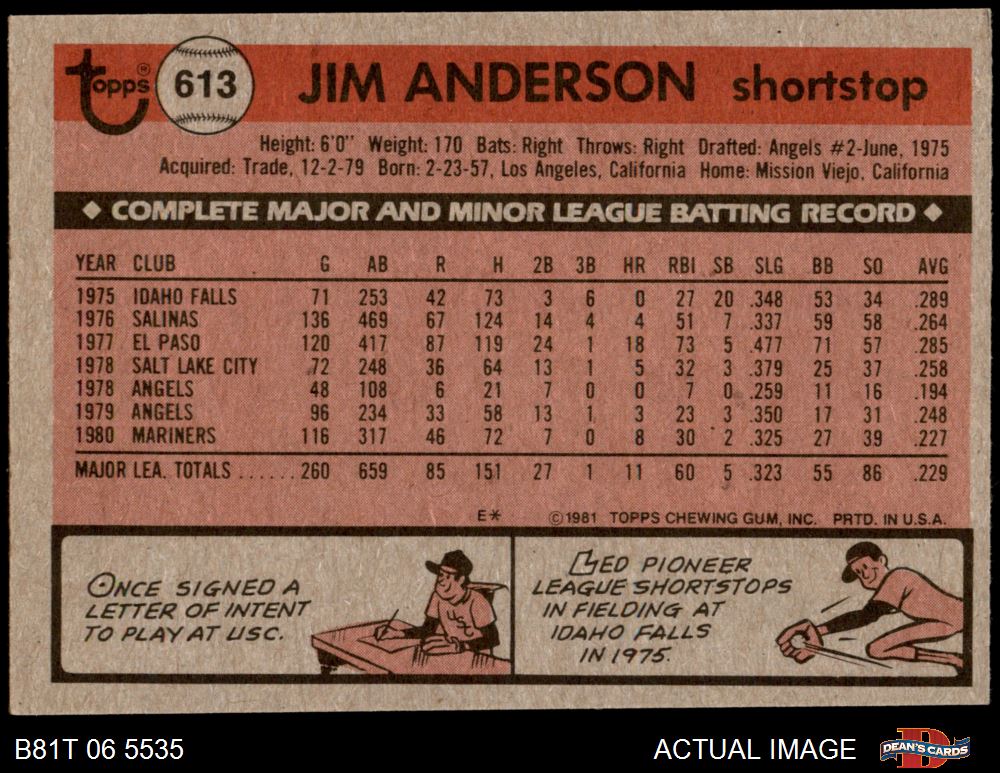 topps® 613 JIM ANDERSON shortstop
Height: 6'0" Weight: 170 Bats: Right Throws: Right Drafted: Angels #2-June, 1975
Acquired: Trade, 12-2-79 Born: 2-23-57, Los Angeles, California Home: Mission Viejo, California
◆ COMPLETE MAJOR AND MINOR LEAGUE BATTING RECORD ◆
YEAR CLUB G AB R H 2B 3B HR RBI SB SLG BB SO AVG
1975 IDAHO FALLS 71 253 42 73 3 6 0 27 20 .348 53 34 .289
1976 SALINAS 136 469 67 124 14 4 4 51 7 .337 59 58 .264
1977 EL PASO 120 417 87 119 24 1 18 73 5 .477 71 57 .285
1978 SALT LAKE CITY 72 248 36 64 13 1 5 32 3 .379 25 37 .258
1978 ANGELS 48 108 6 21 7 0 0 7 0 .259 11 16 .194
1979 ANGELS 96 234 33 58 13 1 3 23 3 .350 17 31 .248
1980 MARINERS 116 317 46 72 7 0 8 30 2 .325 27 39 .227
MAJOR LEA. TOTALS ...... 260 659 85 151 27 1 11 60 5 .323 55 86 .229
E* ©1981 TOPPS CHEWING GUM, INC. PRTD. IN U.S.A.
ONCE SIGNED A
LETTER OF INTENT
TO PLAY AT USC.
USC
LED PIONEER
LEAGUE SHORTSTOPS
IN FIELDING AT
IDAHO FALLS
IN 1975.
B81T 06 5535 ACTUAL IMAGE DEAN'S CARDS